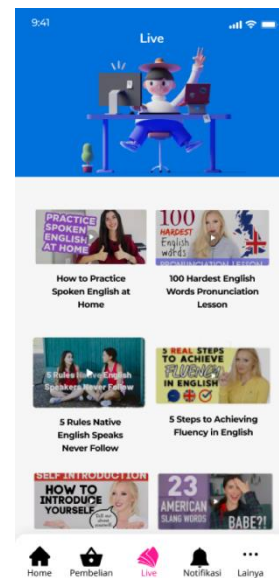 9:41
Live
PRACTICE
SPOKEN
ENGLISH
AT HOME
100
HARDEST
English
words
PRONUNCIATION LESSON
How to Practice
Spoken English at
Home
100 Hardest English
Words Pronunciation
Lesson
5 Rules Native English
Speakers Never Follow
5 REAL STEPS
TO ACHIEVE
FLUENCY
IN ENGLISH
5 Rules Native
English Speaks
Never Follow
5 Steps to Achieving
Fluency in English
SELF INTRODUCTION
HOW TO
INTRODUCE
YOURSELF
23
AMERICAN
SLANG WORDS
BABE?!
Home
Pembelian
Live
Notifikasi
Lainya